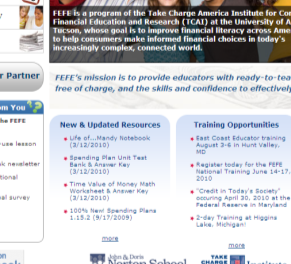 FEFE is a program of the Take Charge America Institute for Con
Financial Education and Research (TCAI) at the University of A
Tucson, whose goal is to improve financial literacy across Ame
to help consumers make informed financial choices in today's
increasingly complex, connected world.
r Partner
FEFE's mission is to provide educators with ready-to-tea
free of charge, and the skills and confidence to effectively
om You
he FEFE
use lesson
k newsletter
tional
al survey
New & Updated Resources
Life of...Mandy Notebook
(3/12/2010)
Spending Plan Unit Test
Bank & Answer Key
(3/12/2010)
Time Value of Money Math
Worksheet & Answer Key
(3/12/2010)
100% New! Spending Plans
1.15.2 (9/17/2009)
more
Training Opportunities
East Coast Educator training
August 3-6 in Hunt Valley,
MD
Register today for the FEFE
National Training June 14-17,
2010
"Credit in Today's Society"
occuring April 30, 2010 at the
Federal Reserve in Maryland
2-day Training at Higgins
Lake, Michigan!
more
on
John & Doris
Norton School
TAKE
CHARGE
Institute